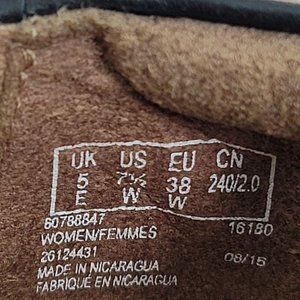 UK US EU CN
5 7½ 38 240/2.0
E W W
60788847 16180
WOMEN/FEMMES
26124431 08/15
MADE IN NICARAGUA
FABRIQUÉ EN NICARAGUA